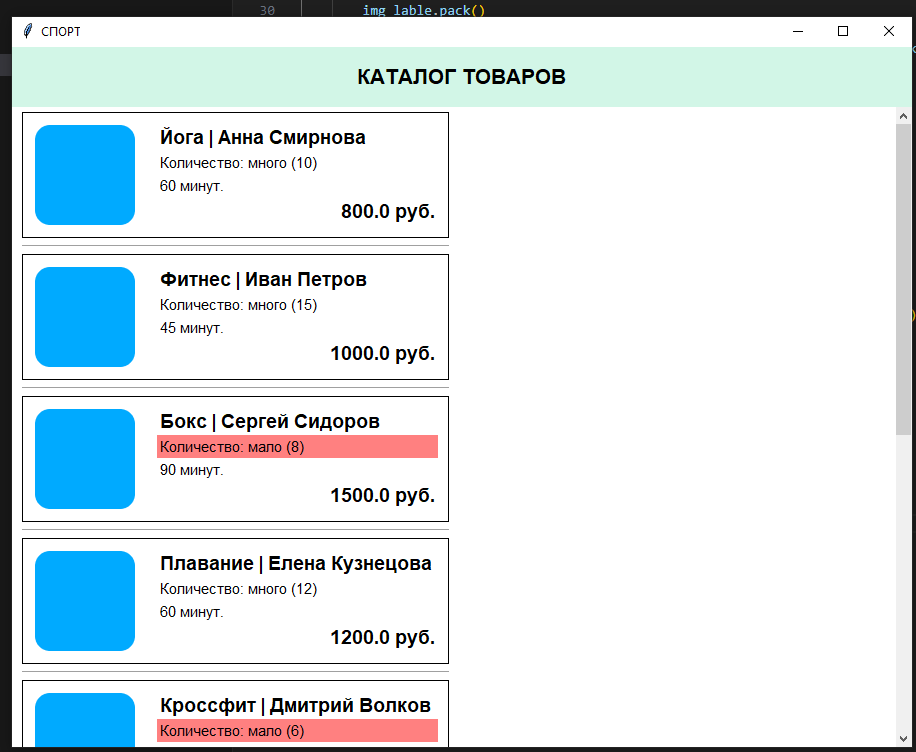 30 img_lable.pack()
СПОРТ
КАТАЛОГ ТОВАРОВ
Йога | Анна Смирнова
Количество: много (10)
60 минут.
800.0 руб.
Фитнес | Иван Петров
Количество: много (15)
45 минут.
1000.0 руб.
Бокс | Сергей Сидоров
Количество: мало (8)
90 минут.
1500.0 руб.
Плавание | Елена Кузнецова
Количество: много (12)
60 минут.
1200.0 руб.
Кроссфит | Дмитрий Волков
Количество: мало (6)